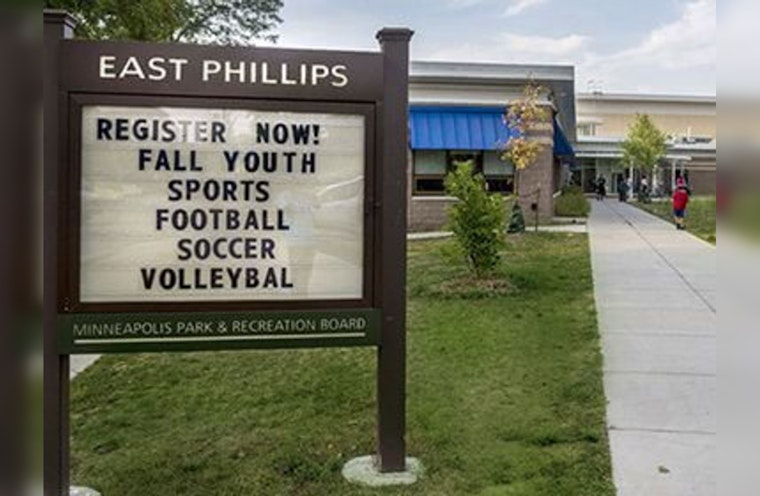 EAST PHILLIPS
REGISTER NOW!
FALL YOUTH
SPORTS
FOOTBALL
SOCCER
VOLLEYBAL
MINNEAPOLIS PARK & RECREATION BOARD